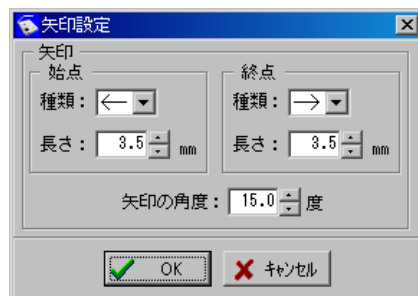 矢印設定
矢印
始点
種類：
長さ： 3.5 mm
終点
種類：
長さ： 3.5 mm
矢印の角度： 15.0 度
OK
キャンセル